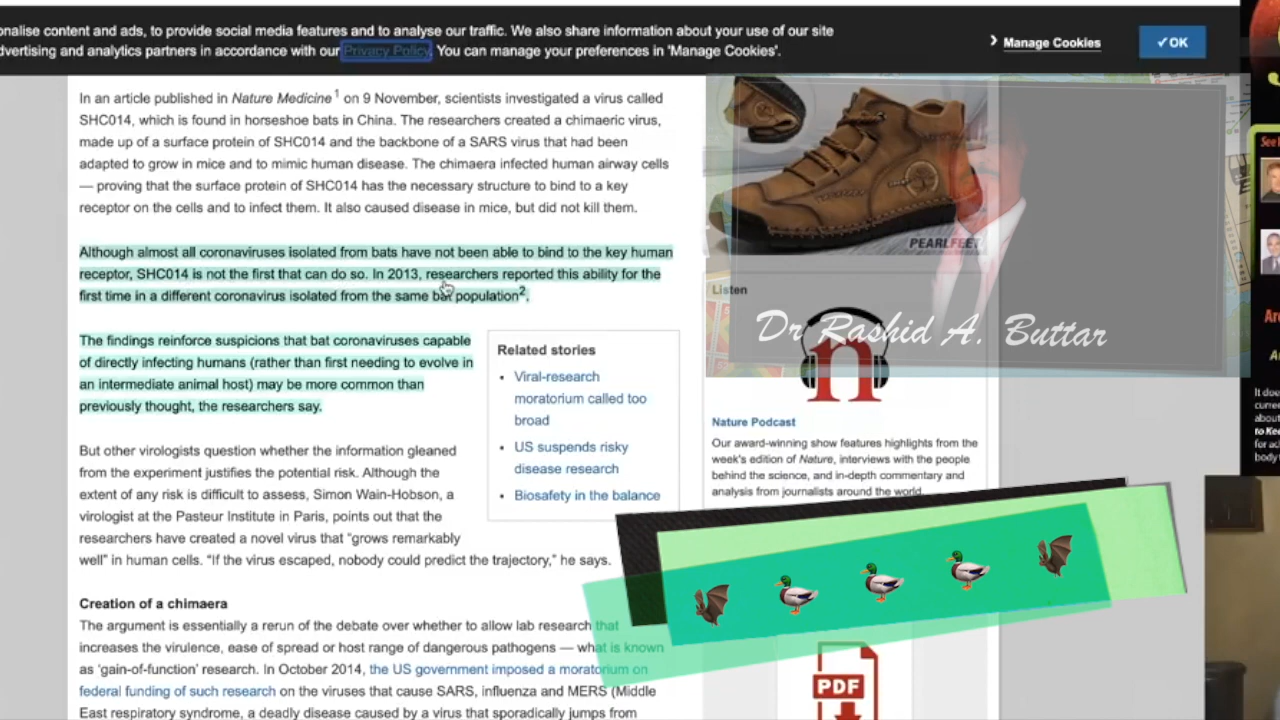 onalise content and ads, to provide social media features and to analyse our traffic. We also share information about your use of our site
dvertising and analytics partners in accordance with our Privacy Policy. You can manage your preferences in 'Manage Cookies'.
Manage Cookies
✓OK
In an article published in Nature Medicine1 on 9 November, scientists investigated a virus called
SHC014, which is found in horseshoe bats in China. The researchers created a chimaeric virus,
made up of a surface protein of SHC014 and the backbone of a SARS virus that had been
adapted to grow in mice and to mimic human disease. The chimaera infected human airway cells
— proving that the surface protein of SHC014 has the necessary structure to bind to a key
receptor on the cells and to infect them. It also caused disease in mice, but did not kill them.
Although almost all coronaviruses isolated from bats have not been able to bind to the key human
receptor, SHC014 is not the first that can do so. In 2013, researchers reported this ability for the
first time in a different coronavirus isolated from the same bat population2.
The findings reinforce suspicions that bat coronaviruses capable
of directly infecting humans (rather than first needing to evolve in
an intermediate animal host) may be more common than
previously thought, the researchers say.
Related stories
• Viral-research
moratorium called too
broad
• US suspends risky
disease research
• Biosafety in the balance
But other virologists question whether the information gleaned
from the experiment justifies the potential risk. Although the
extent of any risk is difficult to assess, Simon Wain-Hobson, a
virologist at the Pasteur Institute in Paris, points out that the
researchers have created a novel virus that "grows remarkably
well" in human cells. "If the virus escaped, nobody could predict the trajectory," he says.
Creation of a chimaera
The argument is essentially a rerun of the debate over whether to allow lab research that
increases the virulence, ease of spread or host range of dangerous pathogens — what is known
as 'gain-of-function' research. In October 2014, the US government imposed a moratorium on
federal funding of such research on the viruses that cause SARS, influenza and MERS (Middle
East respiratory syndrome, a deadly disease caused by a virus that sporadically jumps from
PEARLFEET
Listen
Dr Rashid A. Buttar
n
Nature Podcast
Our award-winning show features highlights from the
week's edition of Nature, interviews with the people
behind the science, and in-depth commentary and
analysis from journalists around the world.
PDF
See
Are
A
It doe
curre
about
to Kee
for ac
body